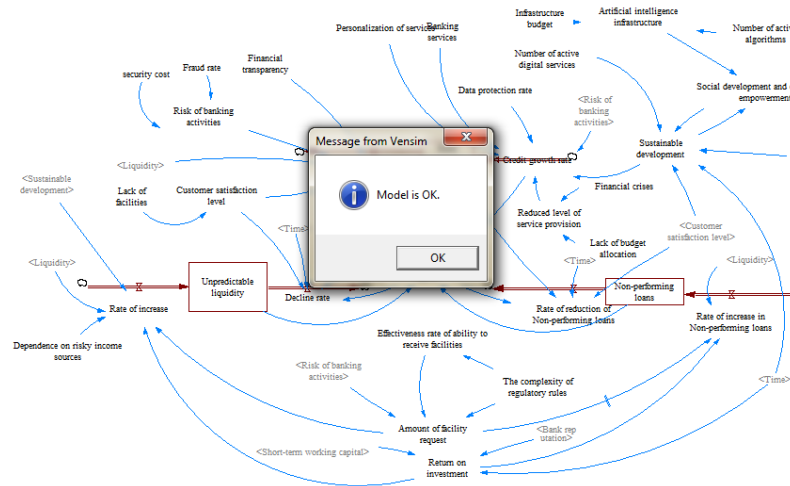 Personalization of services
Banking
services
Infrastructure
budget
Artificial intelligence
infrastructure
Number of
algorithms
Financial
transparency
Fraud rate
security cost
Number of active
digital services
Data protection rate
Social development and
empowerment
Risk of banking
activities
<Risk of
banking
activities>
Message from Vensim
Model is OK.
OK
Credit growth rate
Sustainable
development
<Liquidity>
<Sustainable
development>
Lack of
facilities
Customer satisfaction
level
Financial crises
Reduced level of
service provision
<Time>
<Customer
satisfaction level>
Lack of budget
allocation
<Time>
<Liquidity>
<Liquidity>
Unpredictable
liquidity
Non-performing
loans
Decline rate
Rate of increase
Rate of reduction of
Non-performing loans
Rate of increase in
Non-performing loans
Dependence on risky income
sources
Effectiveness rate of ability to
receive facilities
<Risk of banking
activities>
The complexity of
regulatory rules
<Time>
Amount of facility
request
<Bank rep
utation>
<Short-term working capital>
Return on
investment